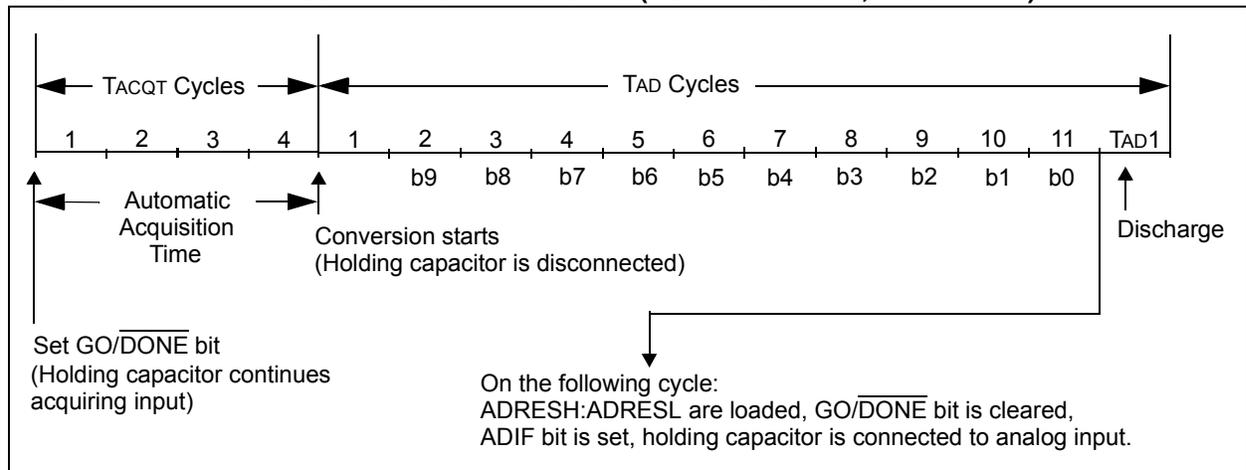 TACQT Cycles
TAD Cycles
1 2 3 4 1 2 3 4 5 6 7 8 9 10 11 TAD1
b9 b8 b7 b6 b5 b4 b3 b2 b1 b0
Automatic
Acquisition
Time
Conversion starts
(Holding capacitor is disconnected)
Discharge
Set GO/DONE bit
(Holding capacitor continues
acquiring input)
On the following cycle:
ADRESH:ADRESL are loaded, GO/DONE bit is cleared,
ADIF bit is set, holding capacitor is connected to analog input.